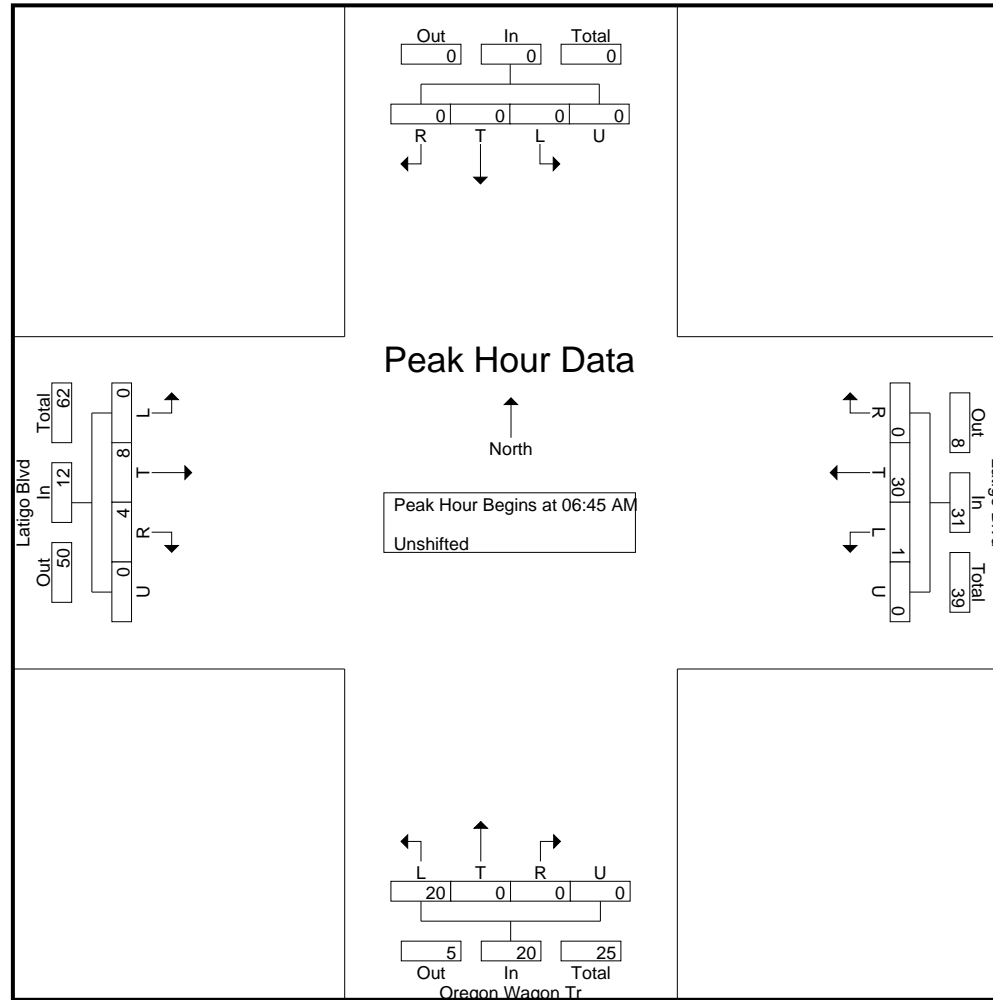 Out In Total
0 0 0
0 0 0 0
R T L U
Peak Hour Data
North
Peak Hour Begins at 06:45 AM
Unshifted
Latigo Blvd
Out In Total
50 12 62
0 8 4 0
L T R U
Out In Total
8 31 39
R T L U
0 30 1 0
L T R U
20 0 0 0
5 20 25
Out In Total
Oregon Wagon Tr